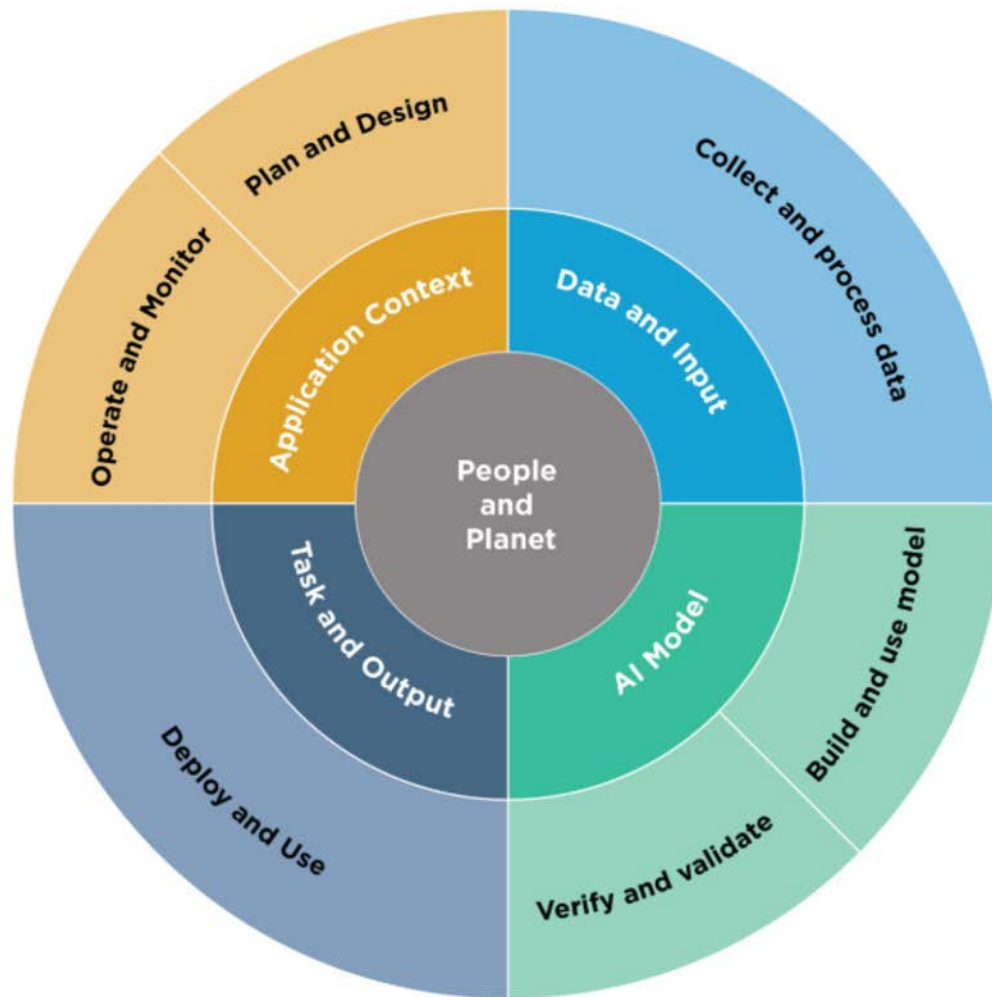 Plan and Design
Collect and process data
Operate and Monitor
Application Context
Data and Input
People
and
Planet
Task and Output
AI Model
Build and use model
Deploy and Use
Verify and validate